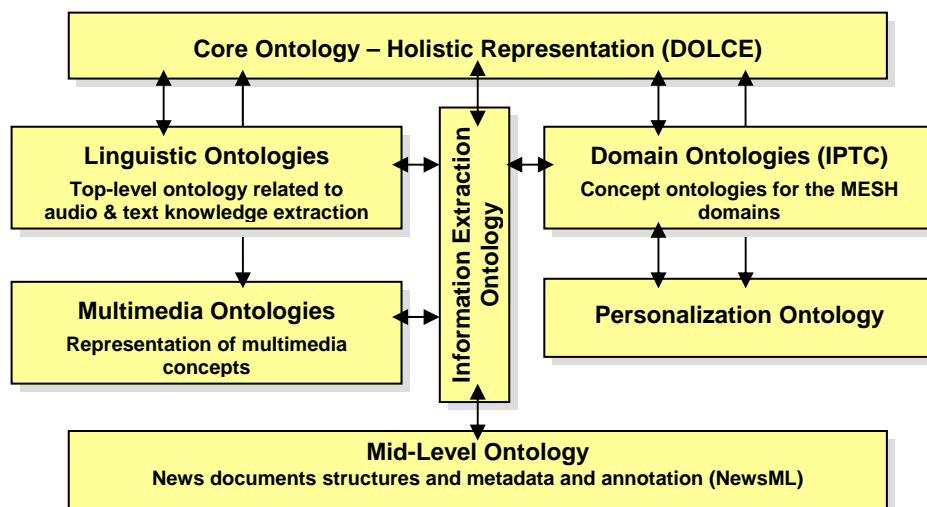 Core Ontology – Holistic Representation (DOLCE)
Linguistic Ontologies
Top-level ontology related to
audio & text knowledge extraction
Information Extraction
Ontology
Domain Ontologies (IPTC)
Concept ontologies for the MESH
domains
Multimedia Ontologies
Representation of multimedia
concepts
Personalization Ontology
Mid-Level Ontology
News documents structures and metadata and annotation (NewsML)